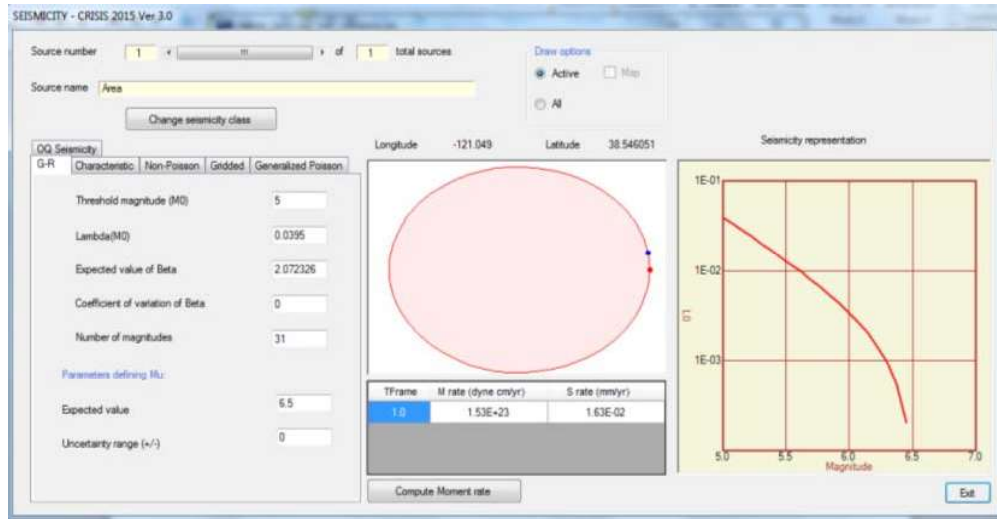 SEISMICITY - CRISIS 2015 Ver 3.0
Source number 1 of 1 total sources
Draw options
Active Map
All
Source name Area
Change seismicity class
OQ Seismicity
G-R Characteristic Non-Poisson Gridded Generalized Poisson
Threshold magnitude (M0) 5
Lambda(M0) 0.0395
Expected value of Beta 2.072326
Coefficient of variation of Beta 0
Number of magnitudes 31
Parameters defining Mu:
Expected value 6.5
Uncertainty range (+/-) 0
Longitude -121.049 Latitude 38.546051
TFrame M rate (dyne cm/yr) S rate (mm/yr)
1.0 1.53E+23 1.63E-02
Compute Moment rate
Seismicity representation
1E-01
1E-02
1E-03
5.0 5.5 6.0 6.5 7.0
Magnitude
Exit